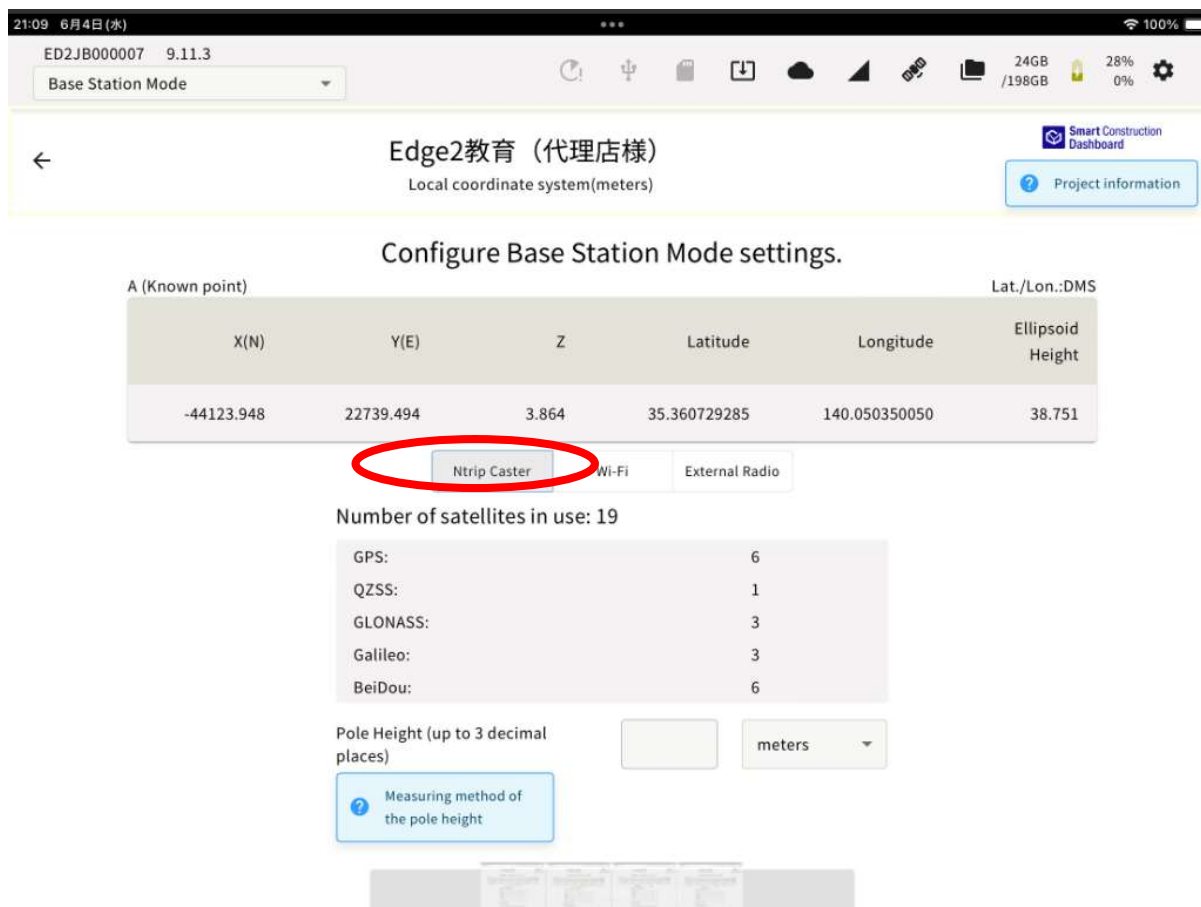 21:09 6月4日(水) 100%
ED2JB000007 9.11.3
Base Station Mode
24GB
/198GB
28%
0%
Smart Construction
Dashboard
Edge2教育（代理店様）
Local coordinate system(meters)
Project information
Configure Base Station Mode settings.
A (Known point) Lat./Lon.:DMS
X(N) Y(E) Z Latitude Longitude Ellipsoid Height
-44123.948 22739.494 3.864 35.360729285 140.050350050 38.751
Ntrip Caster Wi-Fi External Radio
Number of satellites in use: 19
GPS: 6
QZSS: 1
GLONASS: 3
Galileo: 3
BeiDou: 6
Pole Height (up to 3 decimal
places)
meters
Measuring method of
the pole height